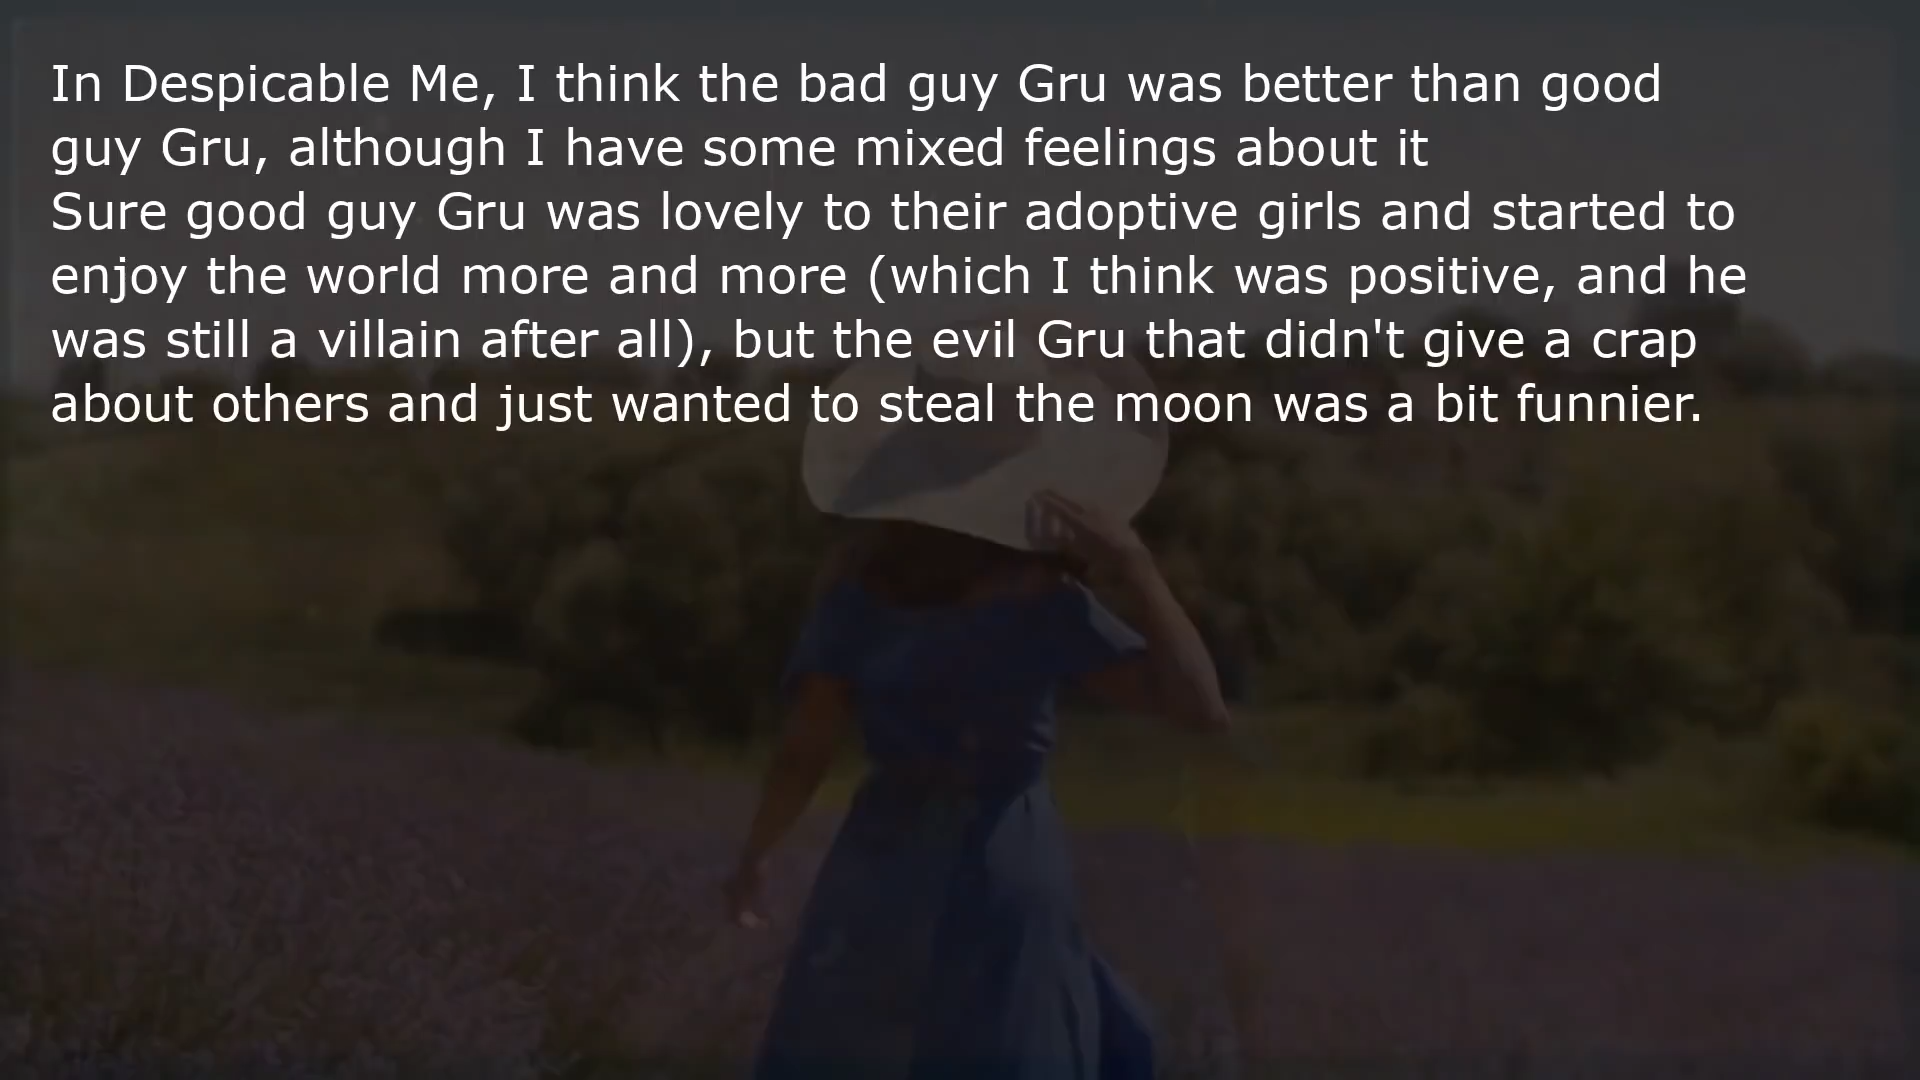 In Despicable Me, I think the bad guy Gru was better than good
guy Gru, although I have some mixed feelings about it
Sure good guy Gru was lovely to their adoptive girls and started to
enjoy the world more and more (which I think was positive, and he
was still a villain after all), but the evil Gru that didn't give a crap
about others and just wanted to steal the moon was a bit funnier.